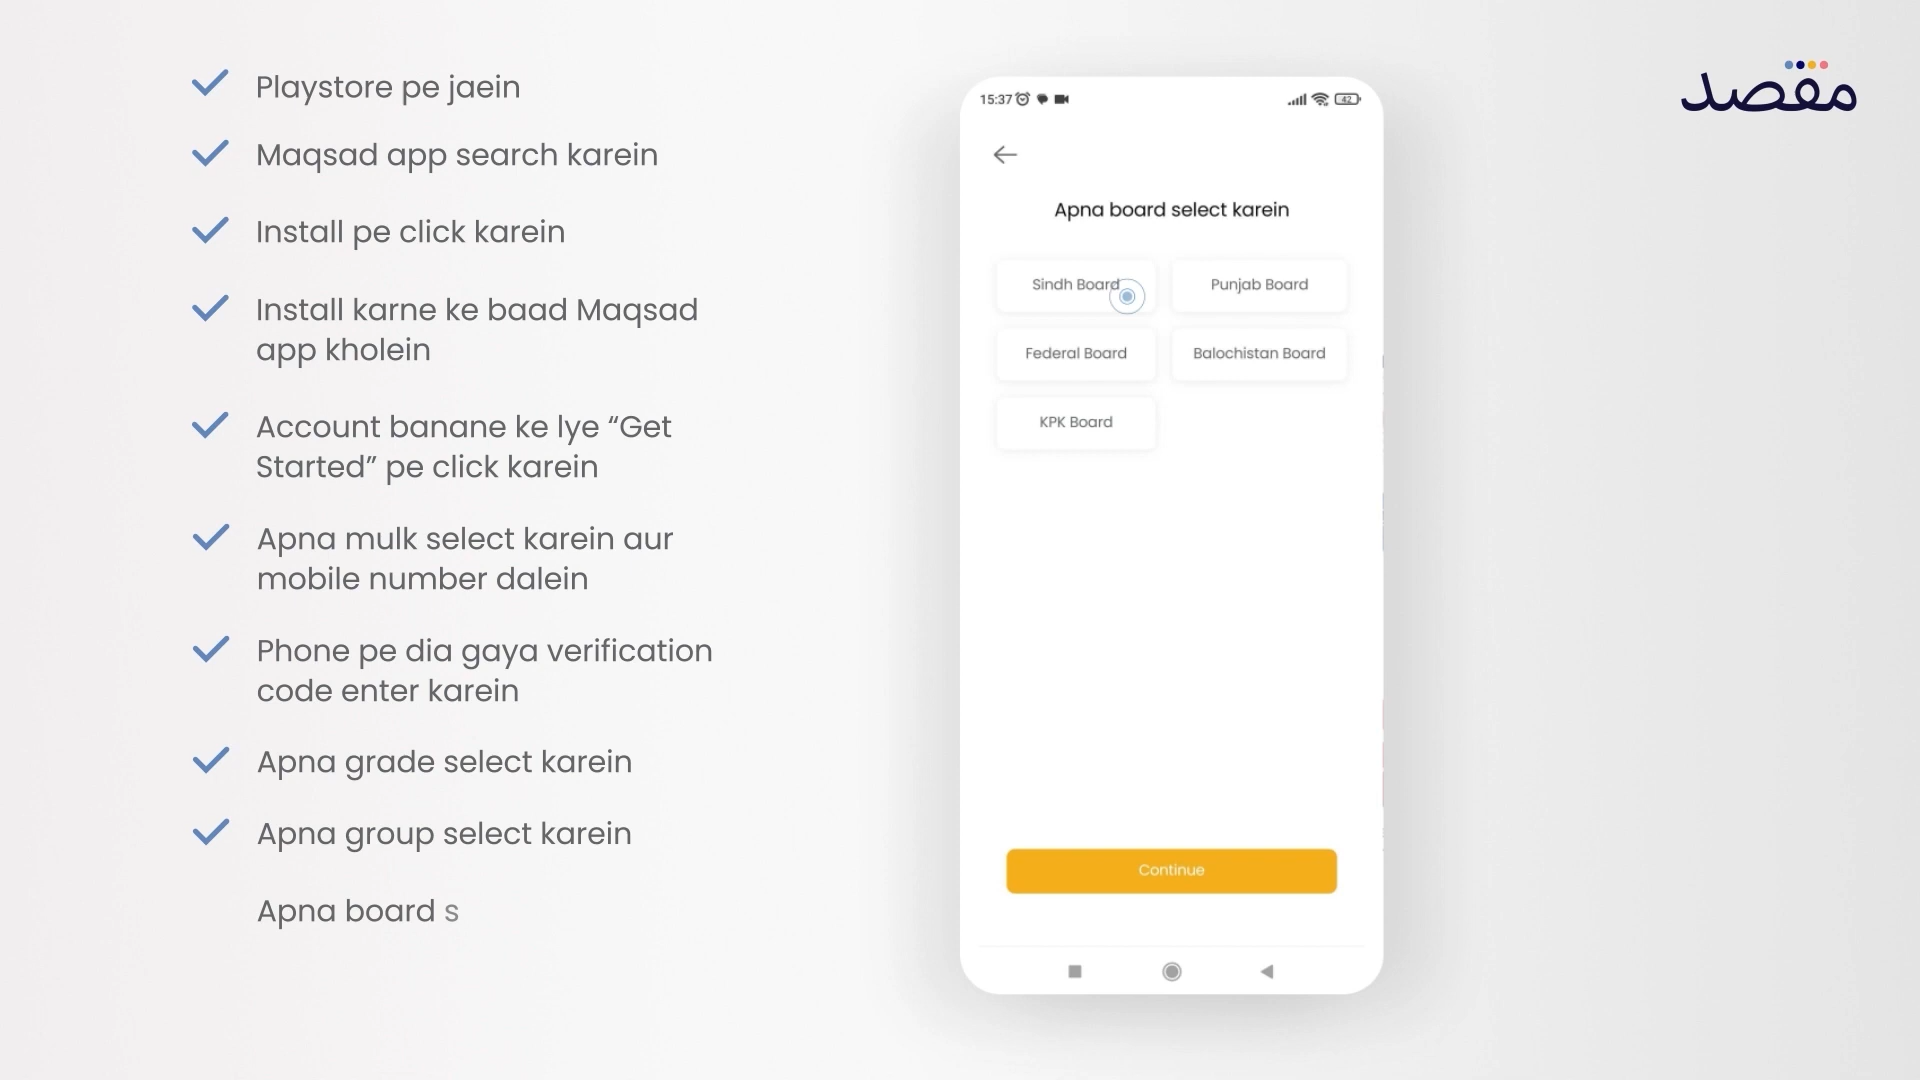 Playstore pe jaein
Maqsad app search karein
Install pe click karein
Install karne ke baad Maqsad
app kholein
Account banane ke lye “Get
Started” pe click karein
Apna mulk select karein aur
mobile number dalein
Phone pe dia gaya verification
code enter karein
Apna grade select karein
Apna group select karein
Apna board s
15:37
42
Apna board select karein
Sindh Board
Punjab Board
Federal Board
Balochistan Board
KPK Board
Continue
مقصد